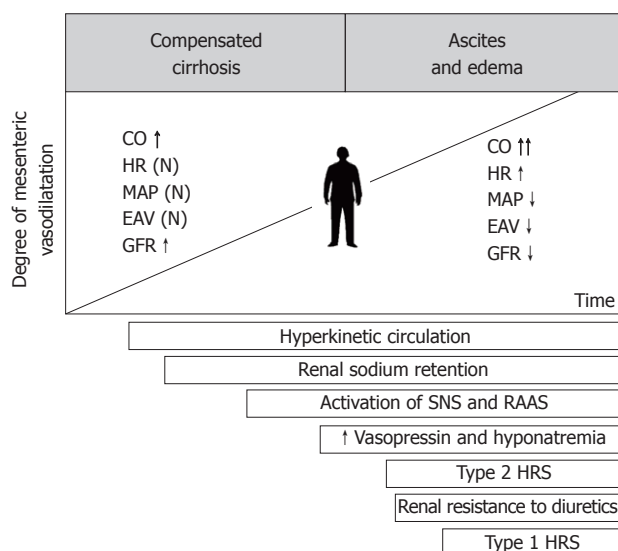 Compensated
cirrhosis
Ascites
and edema
Degree of mesenteric
vasodilatation
CO ↑
HR (N)
MAP (N)
EAV (N)
GFR ↑
CO ↑↑
HR ↑
MAP ↓
EAV ↓
GFR ↓
Time
Hyperkinetic circulation
Renal sodium retention
Activation of SNS and RAAS
↑ Vasopressin and hyponatremia
Type 2 HRS
Renal resistance to diuretics
Type 1 HRS